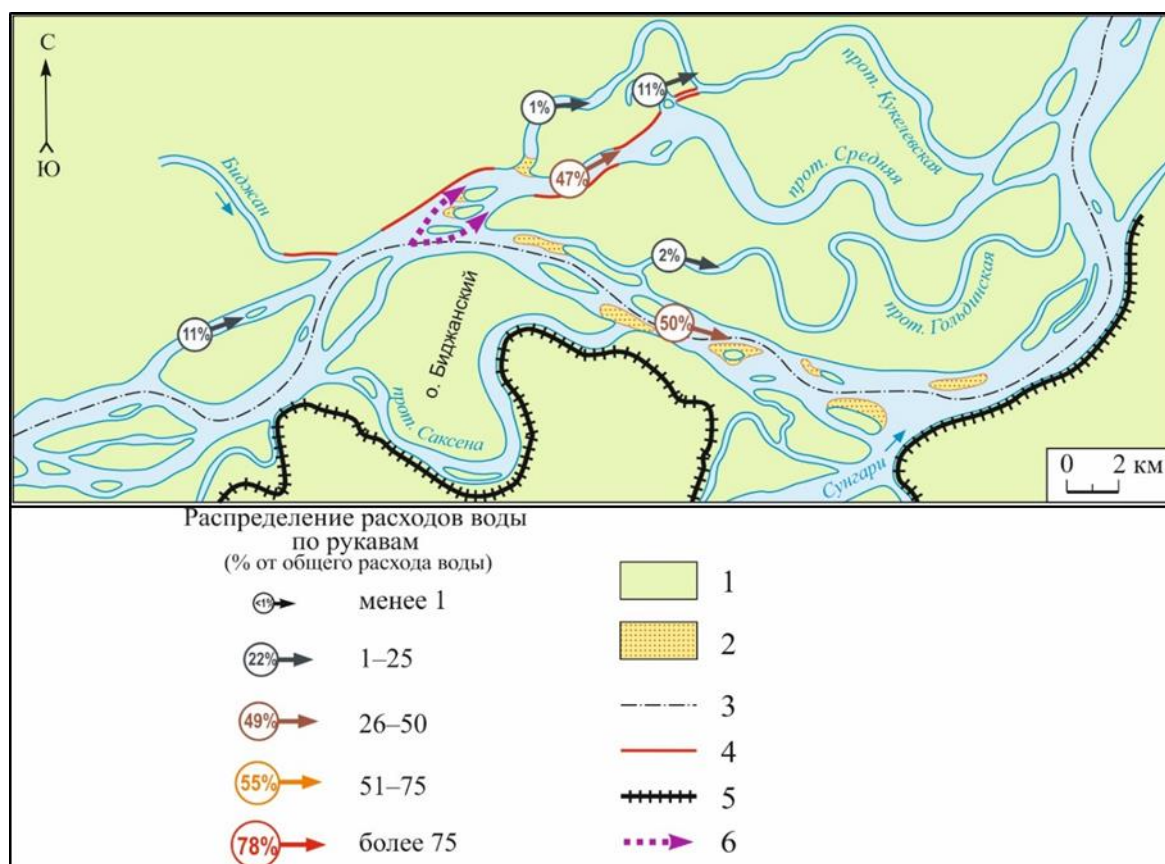 С
Ю
Биджан
1%
11%
прот. Кукелевская
47%
прот. Средняя
2%
прот. Гольдинская
11%
50%
о. Биджанский
прот. Саксена
Сунгари
0 2 км
Распределение расходов воды
по рукавам
(% от общего расхода воды)
<1% менее 1
22% 1–25
49% 26–50
55% 51–75
78% более 75
1
2
3
4
5
6